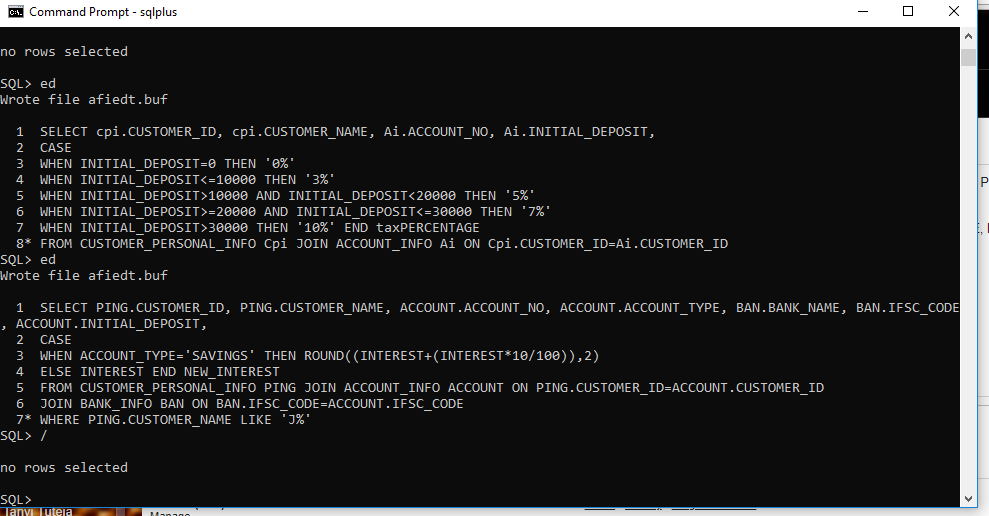 Command Prompt - sqlplus
no rows selected
SQL> ed
Wrote file afiedt.buf
1 SELECT cpi.CUSTOMER_ID, cpi.CUSTOMER_NAME, Ai.ACCOUNT_NO, Ai.INITIAL_DEPOSIT,
2 CASE
3 WHEN INITIAL_DEPOSIT=0 THEN '0%'
4 WHEN INITIAL_DEPOSIT<=10000 THEN '3%'
5 WHEN INITIAL_DEPOSIT>10000 AND INITIAL_DEPOSIT<20000 THEN '5%'
6 WHEN INITIAL_DEPOSIT>=20000 AND INITIAL_DEPOSIT<=30000 THEN '7%'
7 WHEN INITIAL_DEPOSIT>30000 THEN '10%' END taxPERCENTAGE
8* FROM CUSTOMER_PERSONAL_INFO Cpi JOIN ACCOUNT_INFO Ai ON Cpi.CUSTOMER_ID=Ai.CUSTOMER_ID
SQL> ed
Wrote file afiedt.buf
1 SELECT PING.CUSTOMER_ID, PING.CUSTOMER_NAME, ACCOUNT.ACCOUNT_NO, ACCOUNT.ACCOUNT_TYPE, BAN.BANK_NAME, BAN.IFSC_CODE
, ACCOUNT.INITIAL_DEPOSIT,
2 CASE
3 WHEN ACCOUNT_TYPE='SAVINGS' THEN ROUND((INTEREST+(INTEREST*10/100)),2)
4 ELSE INTEREST END NEW_INTEREST
5 FROM CUSTOMER_PERSONAL_INFO PING JOIN ACCOUNT_INFO ACCOUNT ON PING.CUSTOMER_ID=ACCOUNT.CUSTOMER_ID
6 JOIN BANK_INFO BAN ON BAN.IFSC_CODE=ACCOUNT.IFSC_CODE
7* WHERE PING.CUSTOMER_NAME LIKE 'J%'
SQL> /
no rows selected
SQL>
P
E, I
Tanvi Tuteja
Manage